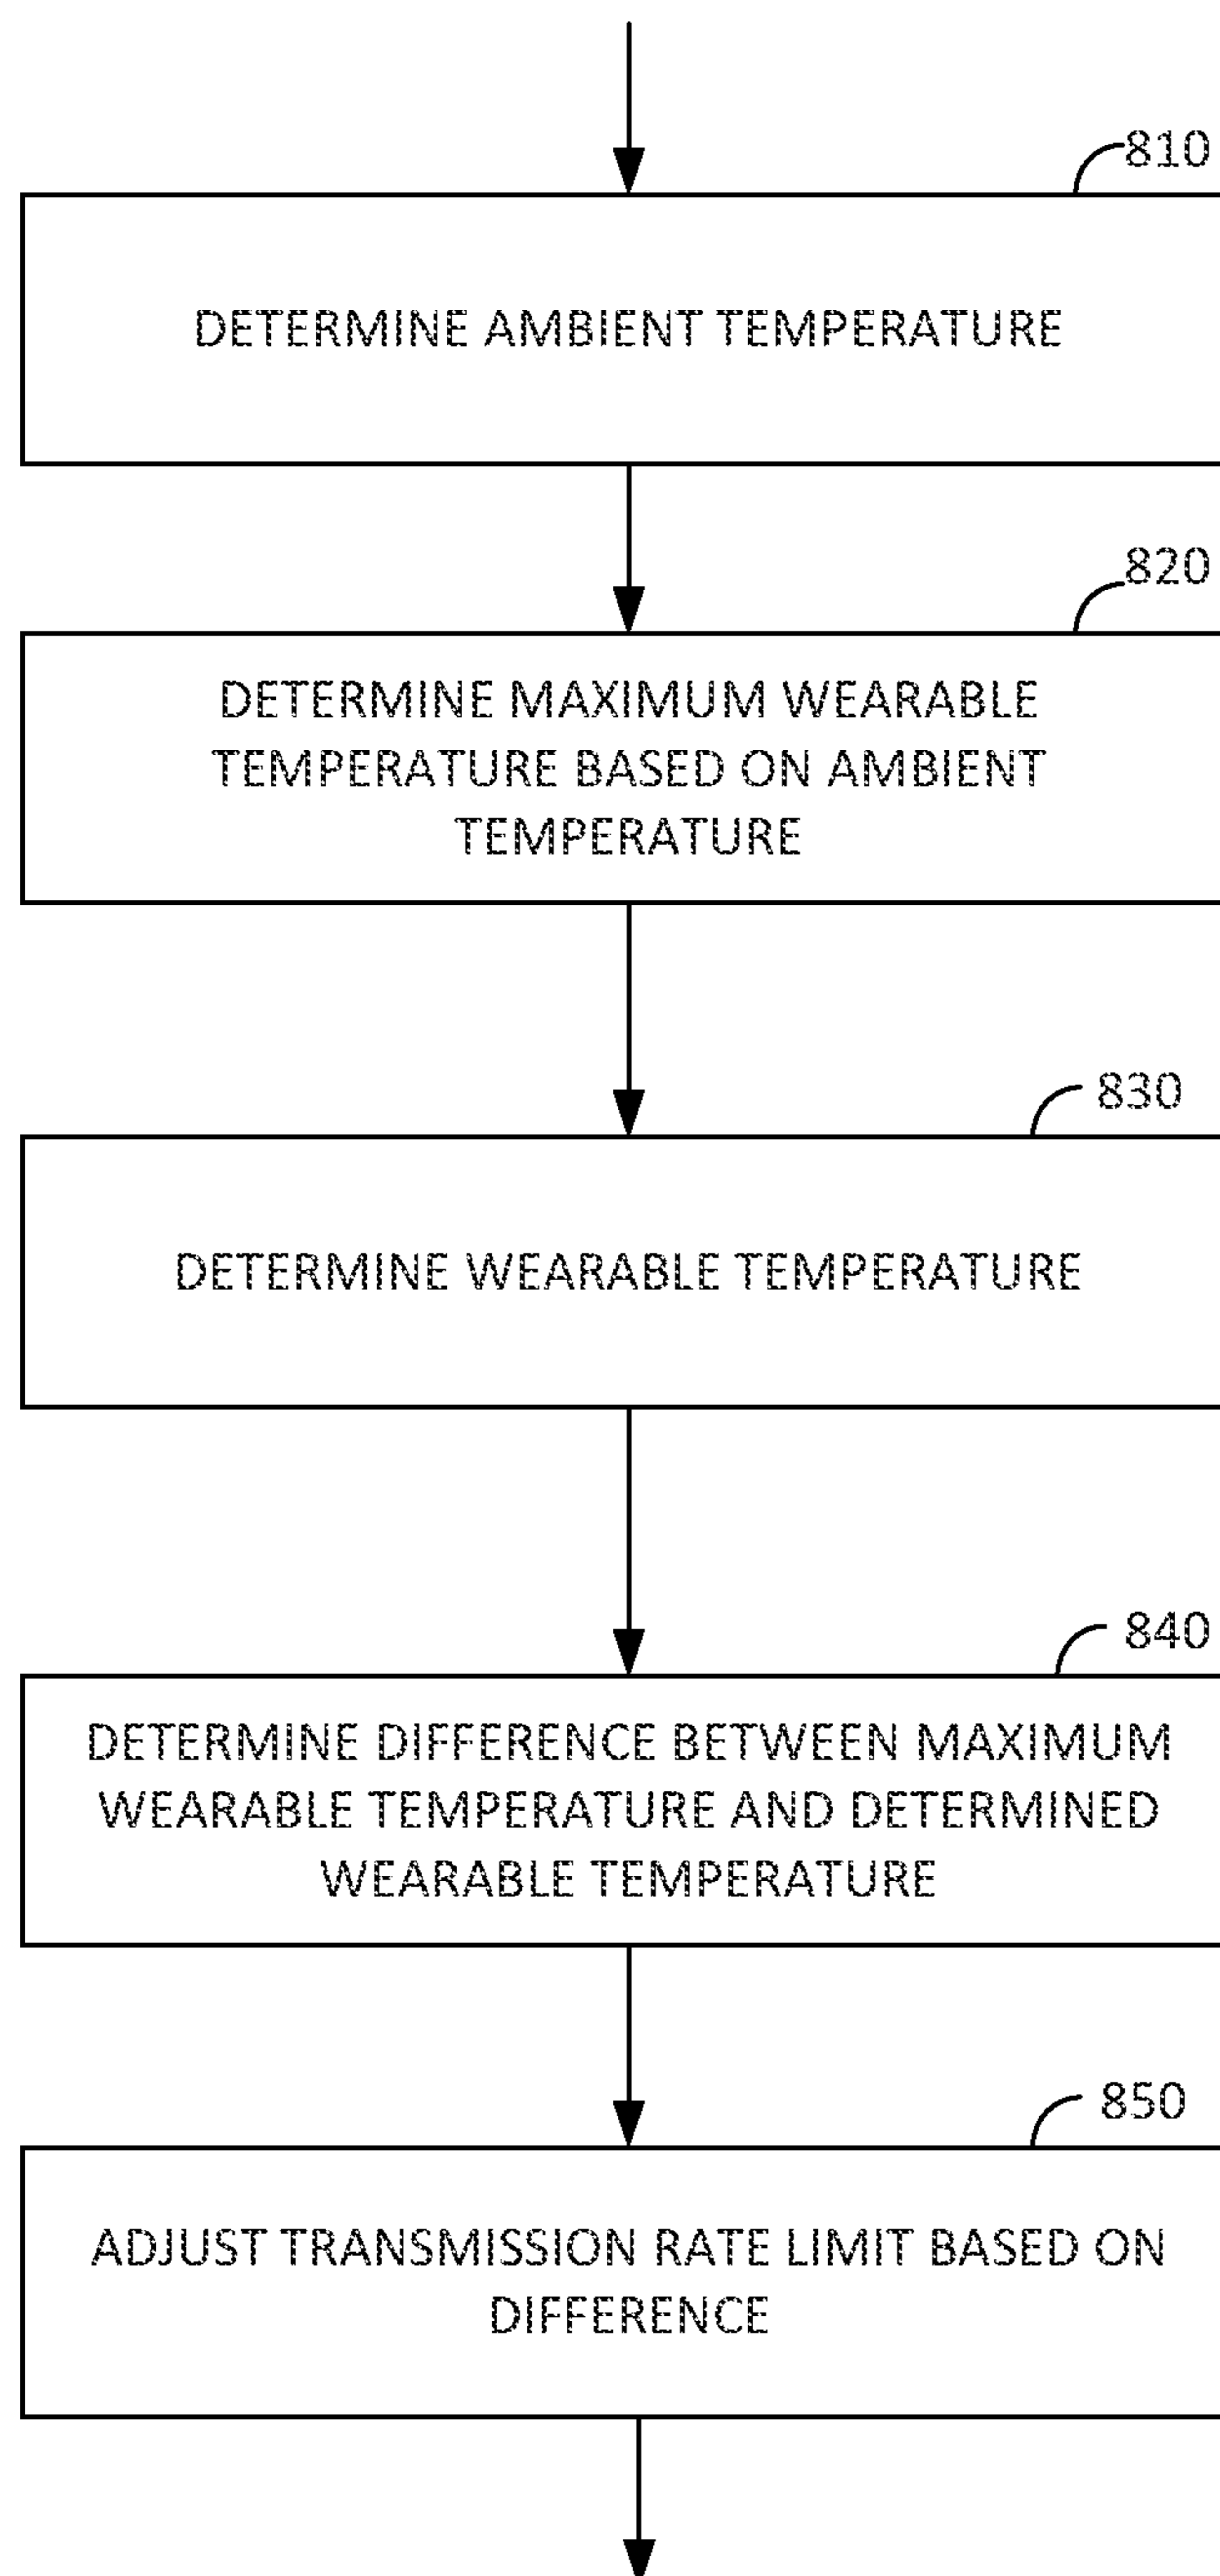 810
DETERMINE AMBIENT TEMPERATURE
820
DETERMINE MAXIMUM WEARABLE
TEMPERATURE BASED ON AMBIENT
TEMPERATURE
830
DETERMINE WEARABLE TEMPERATURE
840
DETERMINE DIFFERENCE BETWEEN MAXIMUM
WEARABLE TEMPERATURE AND DETERMINED
WEARABLE TEMPERATURE
850
ADJUST TRANSMISSION RATE LIMIT BASED ON
DIFFERENCE